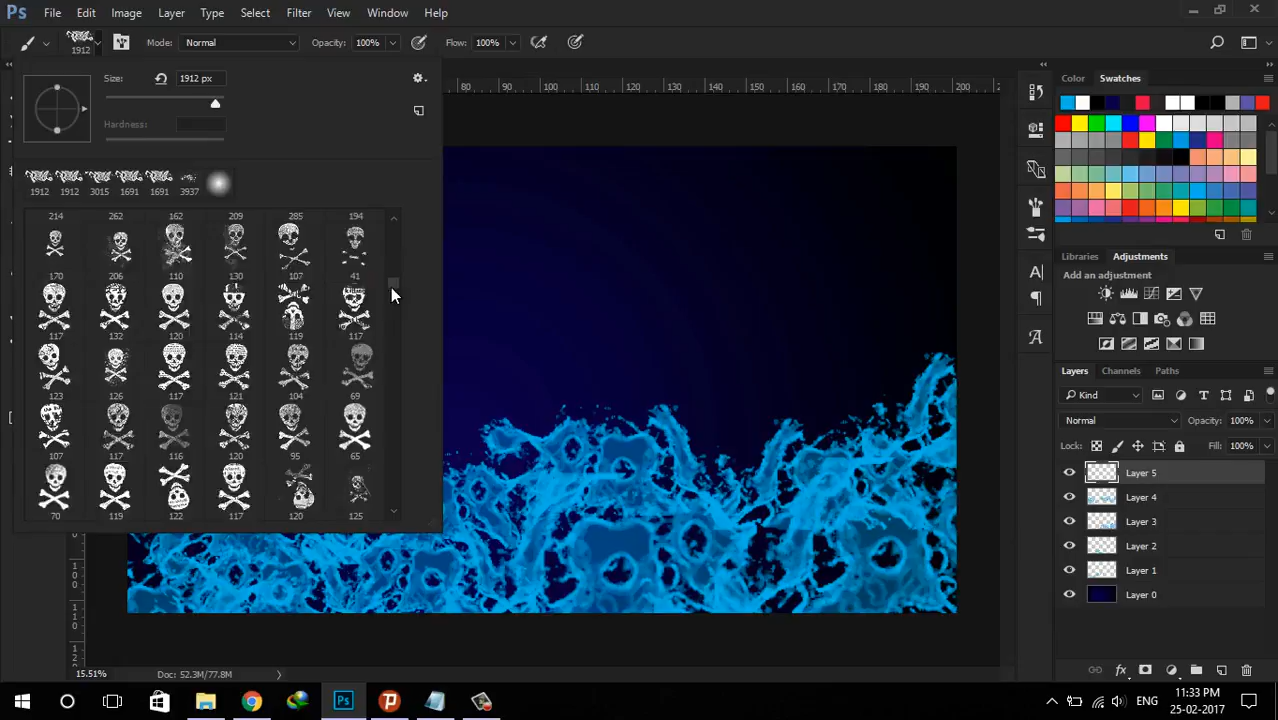 Ps File Edit Image Layer Type Select Filter 3D View Window Help
1912 Mode: Normal Opacity: 100% Flow: 100%
Size: 1912 px
Hardness:
1912 1912 3015 1691 1691 3937
214 262 162 209 285 194
170 206 110 130 107 41
117 132 120 114 119 117
123 126 117 121 104 69
107 117 116 120 95 65
70 119 122 117 120 125
80 90 100 110 120 130 140 150 160 170 180 190 200
Color Swatches
Libraries Adjustments
Add an adjustment
Layers Channels Paths
Kind
Normal Opacity: 100%
Lock: Fill: 100%
Layer 5
Layer 4
Layer 3
Layer 2
Layer 1
Layer 0
15.51% Doc: 52.3M/77.8M
Ps ENG 11:33 PM
25-02-2017